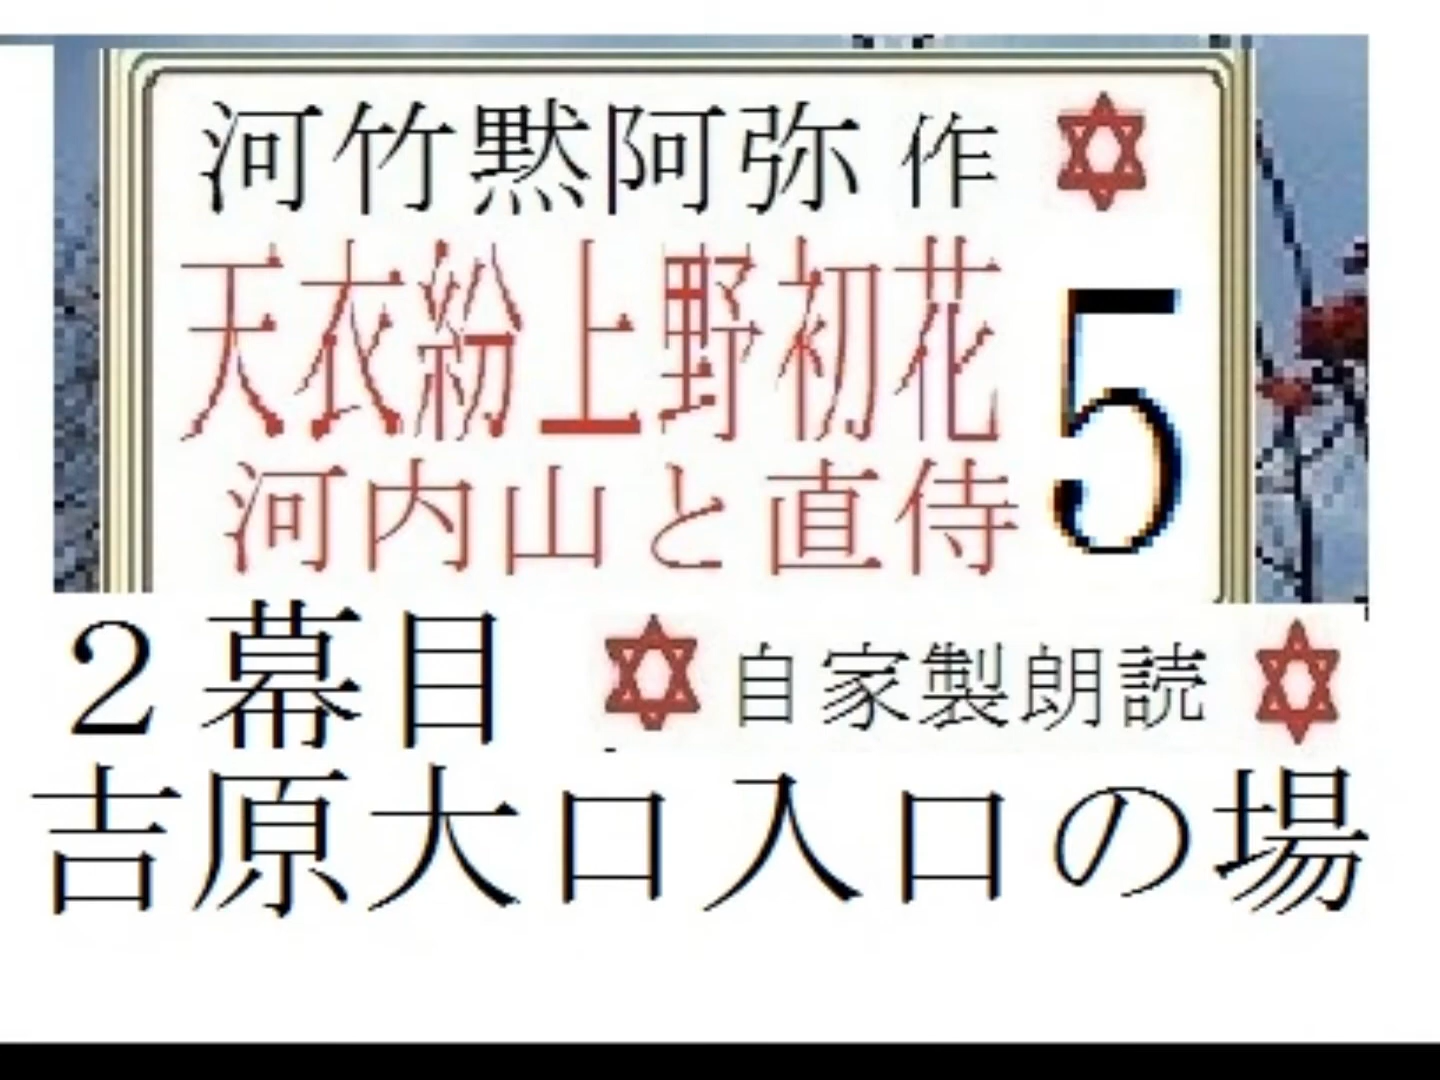 河竹黙阿弥 作
天衣紛上野初花
5
河内山と直侍
２幕目
自家製朗読
吉原大口入口の場